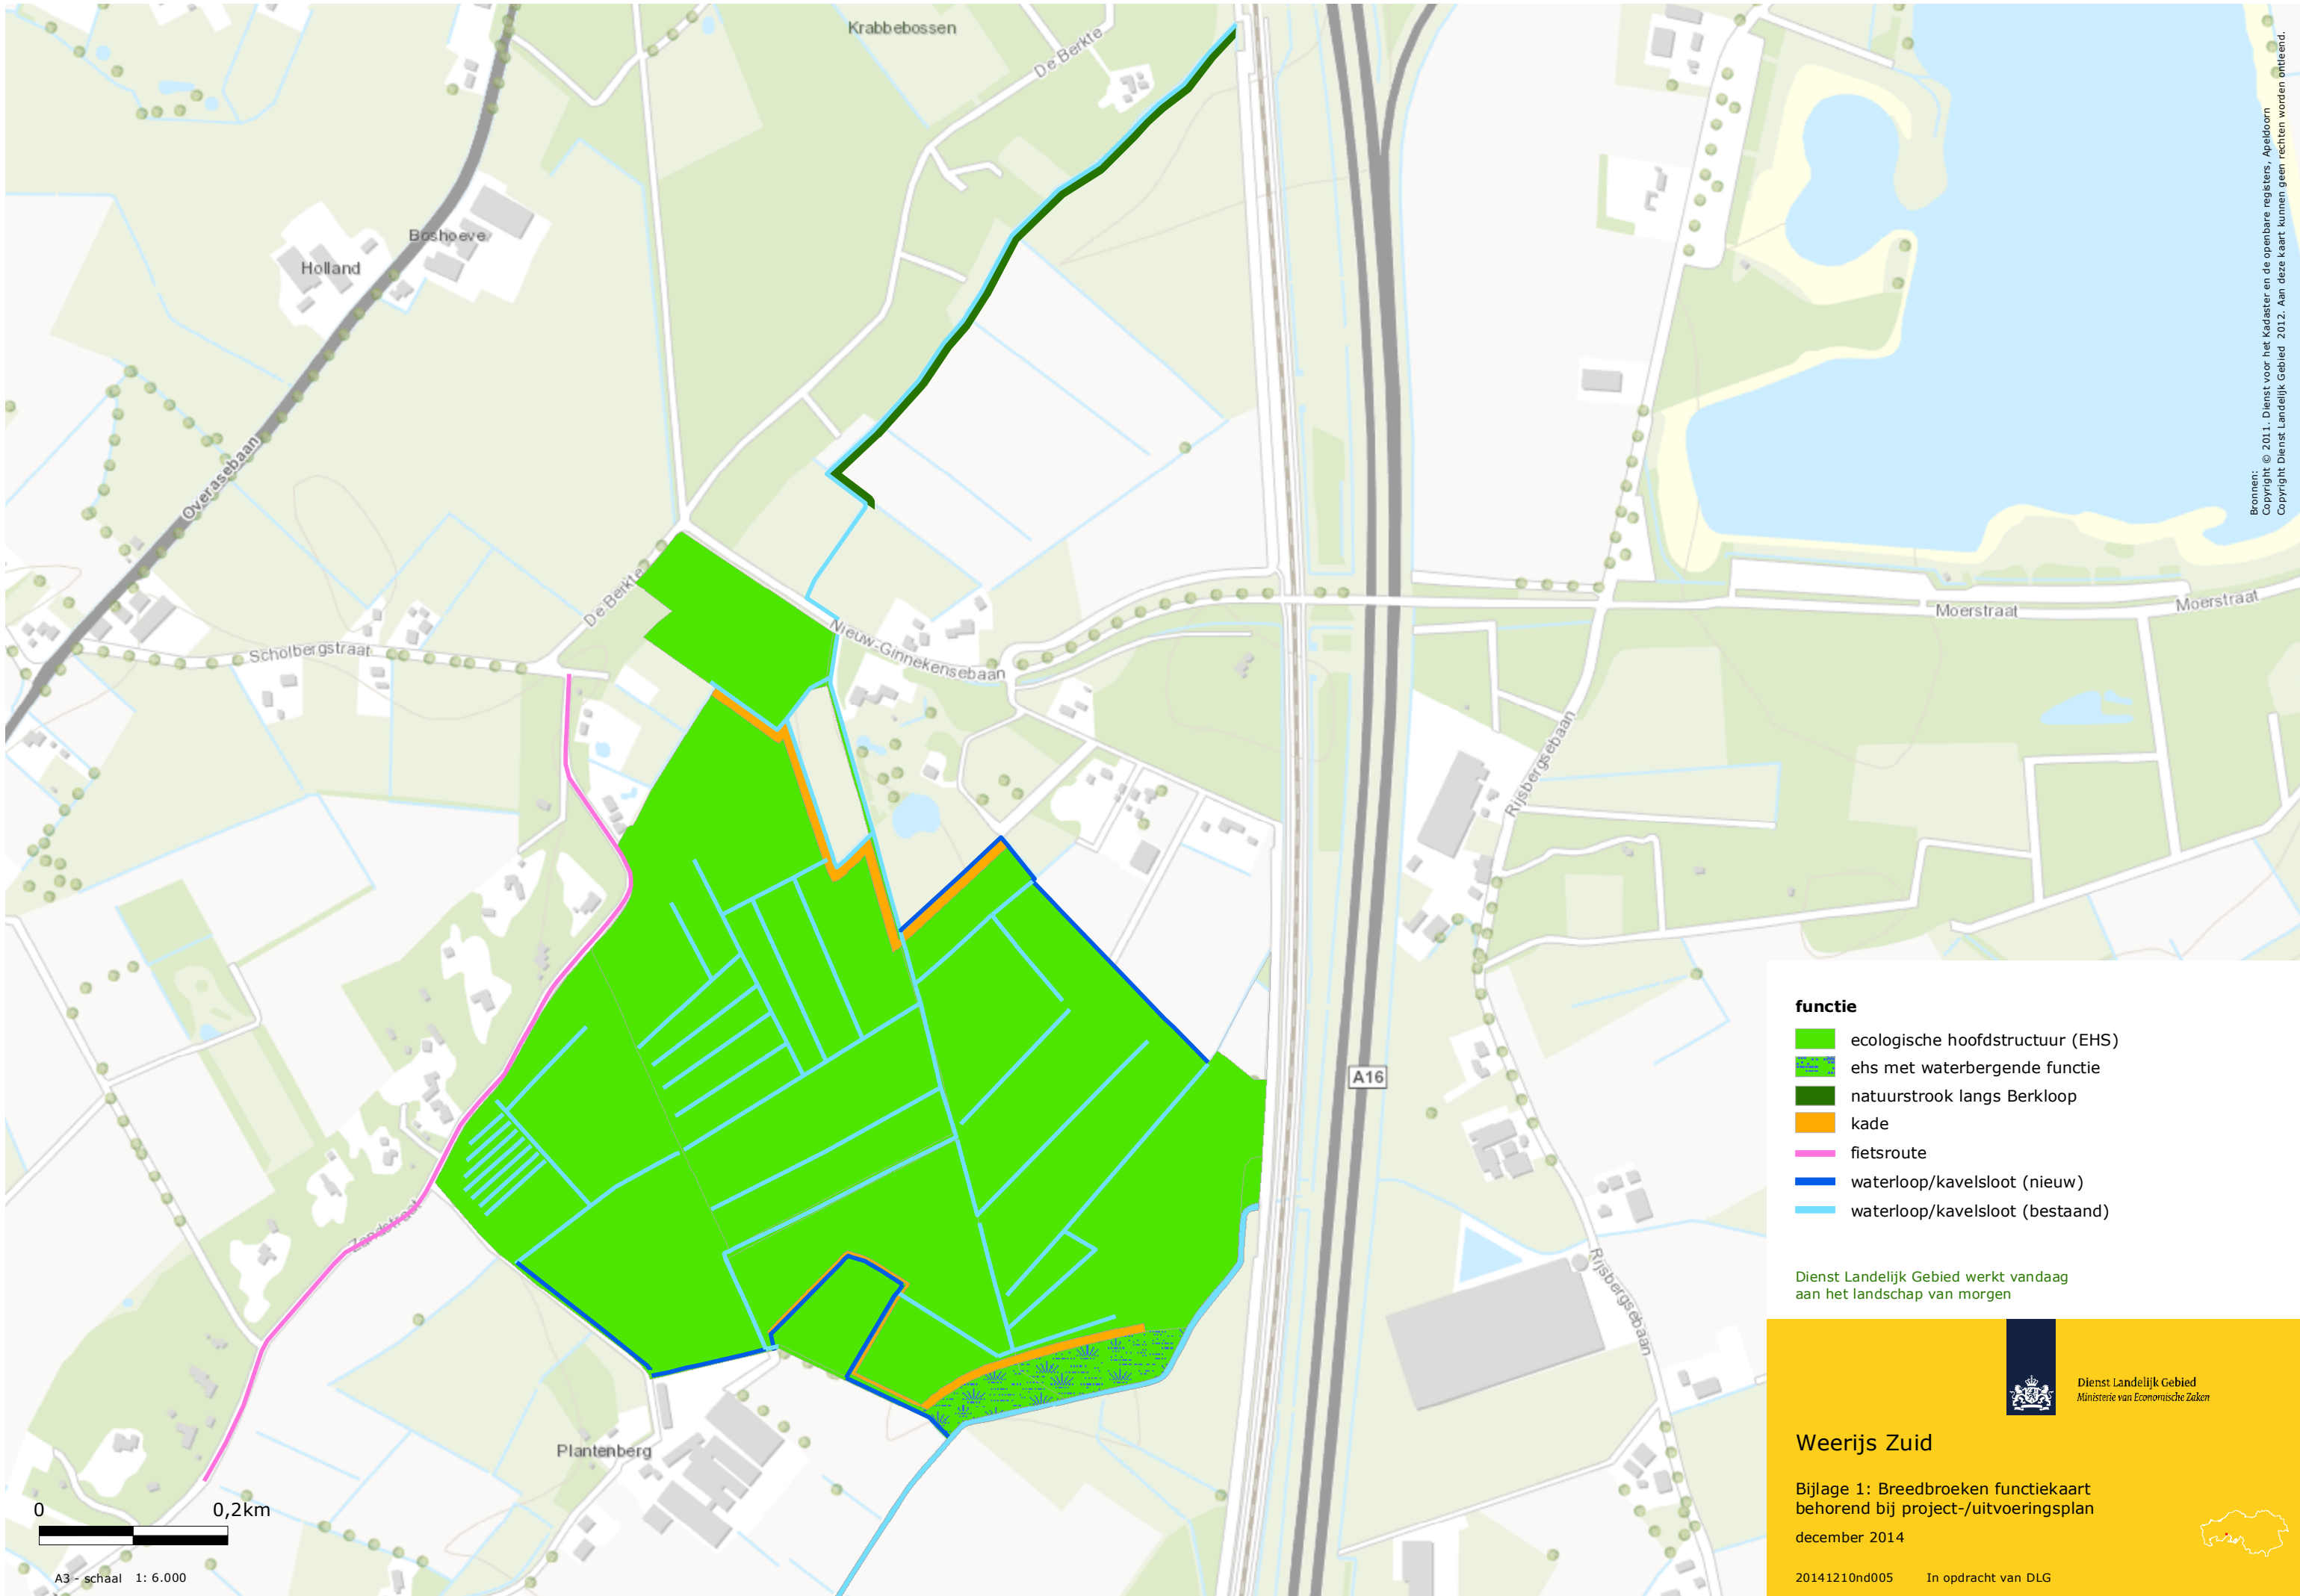 Krabbebossen
De Berkte
Boshoeve
Holland
Overasebaan
De Berkte
Scholbergstraat
Nieuw-Ginnekensebaan
Moerstraat
Moerstraat
Rijsbergsebaan
A16
Zandstraat
Rijsbergsebaan
Plantenberg
0 0,2km
A3 - schaal 1: 6.000
Bronnen:
Copyright © 2011. Dienst voor het Kadaster en de openbare registers, Apeldoorn
Copyright Dienst Landelijk Gebied 2012. Aan deze kaart kunnen geen rechten worden ontleend.
functie
ecologische hoofdstructuur (EHS)
ehs met waterbergende functie
natuurstrook langs Berkloop
kade
fietsroute
waterloop/kavelsloot (nieuw)
waterloop/kavelsloot (bestaand)
Dienst Landelijk Gebied werkt vandaag
aan het landschap van morgen
Dienst Landelijk Gebied
Ministerie van Economische Zaken
Weerijs Zuid
Bijlage 1: Breedbroeken functiekaart
behorend bij project-/uitvoeringsplan
december 2014
20141210nd005 In opdracht van DLG